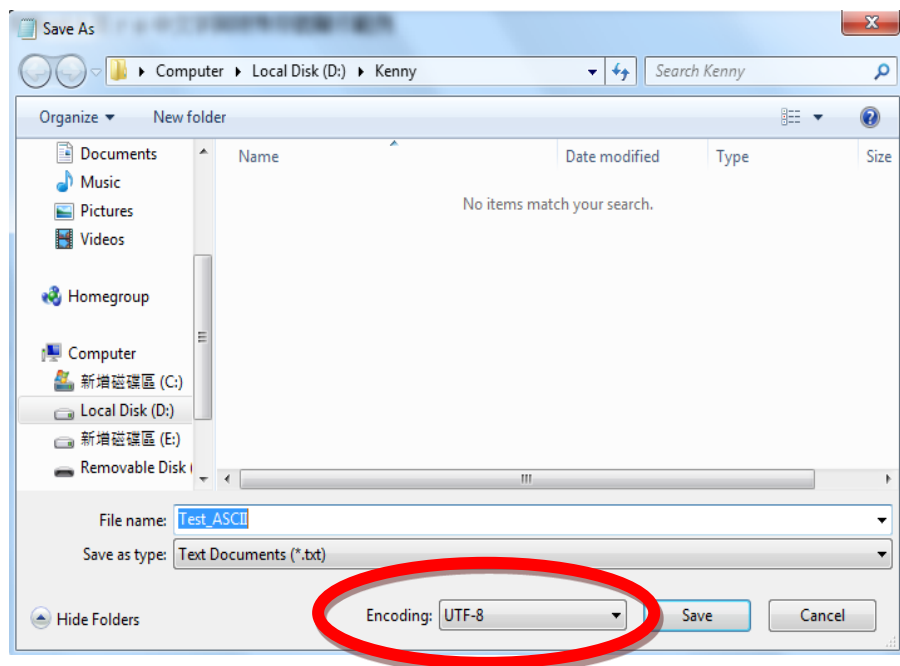 Save As
Computer Local Disk (D:) Kenny
Search Kenny
Organize
New folder
Documents
Music
Pictures
Videos
Homegroup
Computer
新增磁碟區 (C:)
Local Disk (D:)
新增磁碟區 (E:)
Removable Disk (
Name
Date modified
Type
Size
No items match your search.
File name: Test_ASCII
Save as type: Text Documents (*.txt)
Hide Folders
Encoding: UTF-8
Save
Cancel